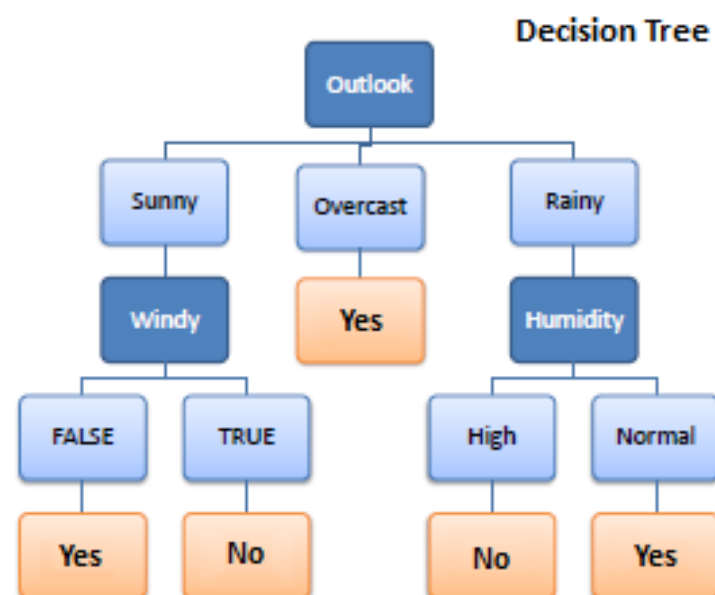 Decision Tree
Outlook
Sunny
Overcast
Rainy
Windy
Yes
Humidity
FALSE
TRUE
High
Normal
Yes
No
No
Yes